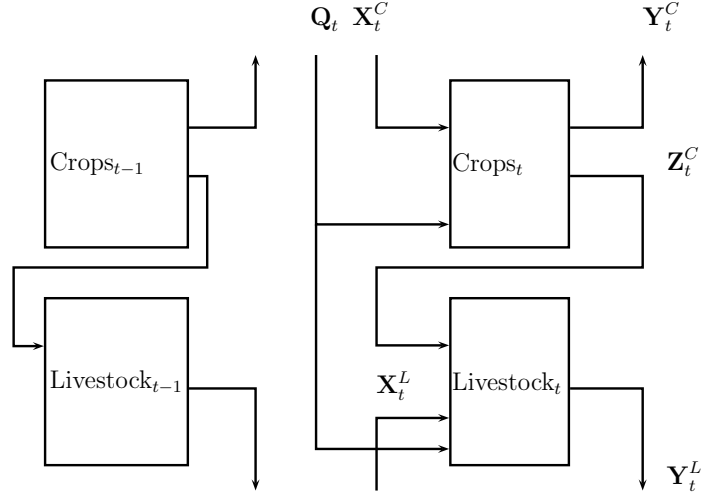 Q_t X_t^C Y_t^C
Crops_{t−1} Crops_t Z_t^C
Livestock_{t−1} X_t^L Livestock_t
Y_t^L